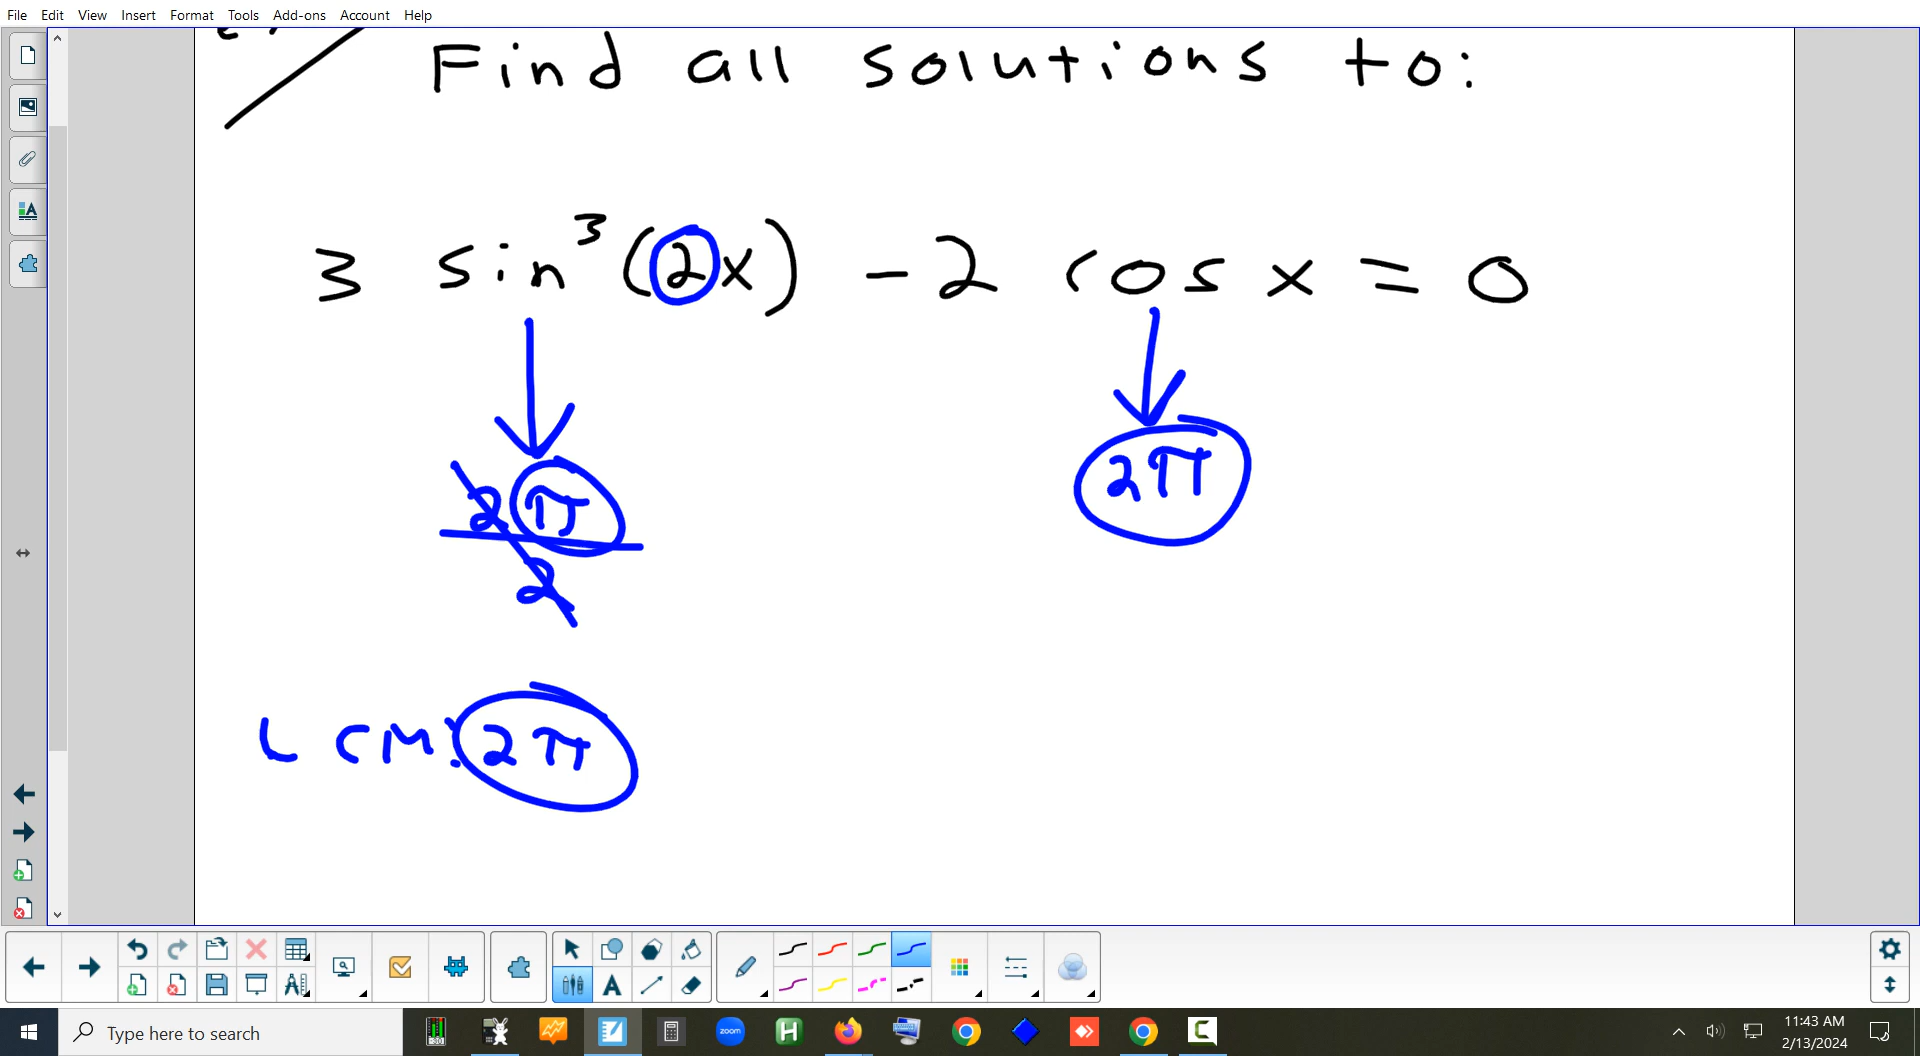 File Edit View Insert Format Tools Add-ons Account Help
Find all solutions to:
3 sin³(2x) - 2 cos x = 0
2π
2
2π
LCM: 2π
Type here to search
zoom
11:43 AM
2/13/2024